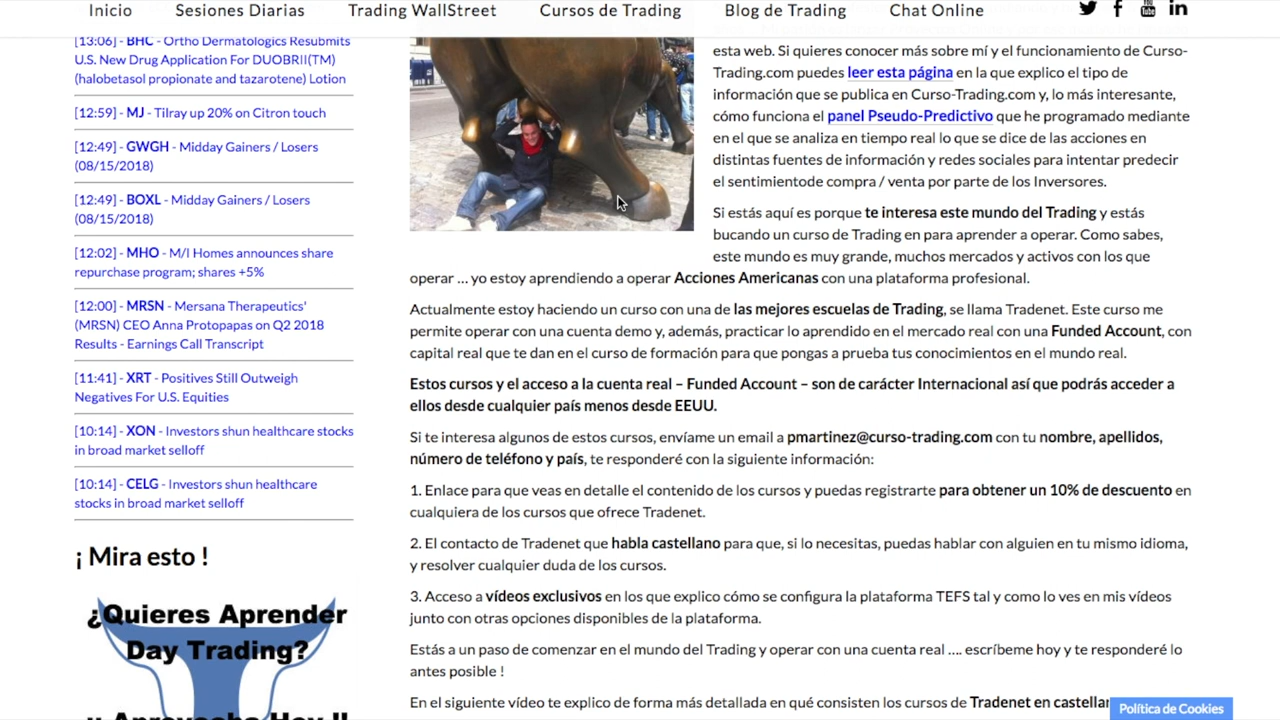 Inicio
Sesiones Diarias
Trading WallStreet
Cursos de Trading
Blog de Trading
Chat Online
[13:06] - BHC - Ortho Dermatologics Resubmits
U.S. New Drug Application For DUOBRII(TM)
(halobetasol propionate and tazarotene) Lotion
[12:59] - MJ - Tilray up 20% on Citron touch
[12:49] - GWGH - Midday Gainers / Losers
(08/15/2018)
[12:49] - BOXL - Midday Gainers / Losers
(08/15/2018)
[12:02] - MHO - M/I Homes announces share
repurchase program; shares +5%
[12:00] - MRSN - Mersana Therapeutics'
(MRSN) CEO Anna Protopapas on Q2 2018
Results - Earnings Call Transcript
[11:41] - XRT - Positives Still Outweigh
Negatives For U.S. Equities
[10:14] - XON - Investors shun healthcare stocks
in broad market selloff
[10:14] - CELG - Investors shun healthcare
stocks in broad market selloff
¡ Mira esto !
¿Quieres Aprender
Day Trading?
¡¡ Aprovecha Hoy !!
esta web. Si quieres conocer más sobre mí y el funcionamiento de Curso-
Trading.com puedes leer esta página en la que explico el tipo de
información que se publica en Curso-Trading.com y, lo más interesante,
cómo funciona el panel Pseudo-Predictivo que he programado mediante
en el que se analiza en tiempo real lo que se dice de las acciones en
distintas fuentes de información y redes sociales para intentar predecir
el sentimientode compra / venta por parte de los Inversores.
Si estás aquí es porque te interesa este mundo del Trading y estás
bucando un curso de Trading en para aprender a operar. Como sabes,
este mundo es muy grande, muchos mercados y activos con los que
operar ... yo estoy aprendiendo a operar Acciones Americanas con una plataforma profesional.
Actualmente estoy haciendo un curso con una de las mejores escuelas de Trading, se llama Tradenet. Este curso me
permite operar con una cuenta demo y, además, practicar lo aprendido en el mercado real con una Funded Account, con
capital real que te dan en el curso de formación para que pongas a prueba tus conocimientos en el mundo real.
Estos cursos y el acceso a la cuenta real – Funded Account – son de carácter Internacional así que podrás acceder a
ellos desde cualquier país menos desde EEUU.
Si te interesa algunos de estos cursos, envíame un email a pmartinez@curso-trading.com con tu nombre, apellidos,
número de teléfono y país, te responderé con la siguiente información:
1. Enlace para que veas en detalle el contenido de los cursos y puedas registrarte para obtener un 10% de descuento en
cualquiera de los cursos que ofrece Tradenet.
2. El contacto de Tradenet que habla castellano para que, si lo necesitas, puedas hablar con alguien en tu mismo idioma,
y resolver cualquier duda de los cursos.
3. Acceso a vídeos exclusivos en los que explico cómo se configura la plataforma TEFS tal y como lo ves en mis vídeos
junto con otras opciones disponibles de la plataforma.
Estás a un paso de comenzar en el mundo del Trading y operar con una cuenta real .... escríbeme hoy y te responderé lo
antes posible !
En el siguiente vídeo te explico de forma más detallada en qué consisten los cursos de Tradenet en castellan
Política de Cookies